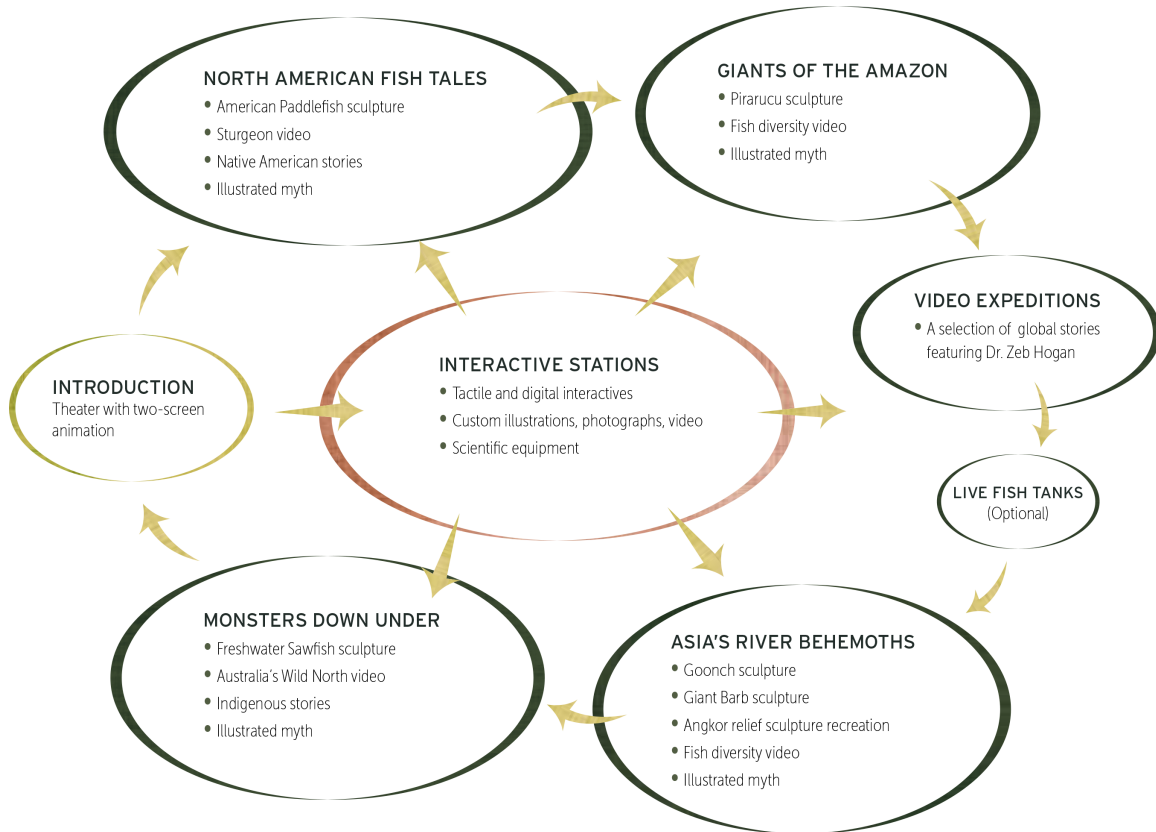 NORTH AMERICAN FISH TALES
• American Paddlefish sculpture
• Sturgeon video
• Native American stories
• Illustrated myth
GIANTS OF THE AMAZON
• Pirarucu sculpture
• Fish diversity video
• Illustrated myth
VIDEO EXPEDITIONS
• A selection of global stories
featuring Dr. Zeb Hogan
INTRODUCTION
Theater with two-screen
animation
INTERACTIVE STATIONS
• Tactile and digital interactives
• Custom illustrations, photographs, video
• Scientific equipment
LIVE FISH TANKS
(Optional)
MONSTERS DOWN UNDER
• Freshwater Sawfish sculpture
• Australia's Wild North video
• Indigenous stories
• Illustrated myth
ASIA'S RIVER BEHEMOTHS
• Goonch sculpture
• Giant Barb sculpture
• Angkor relief sculpture recreation
• Fish diversity video
• Illustrated myth